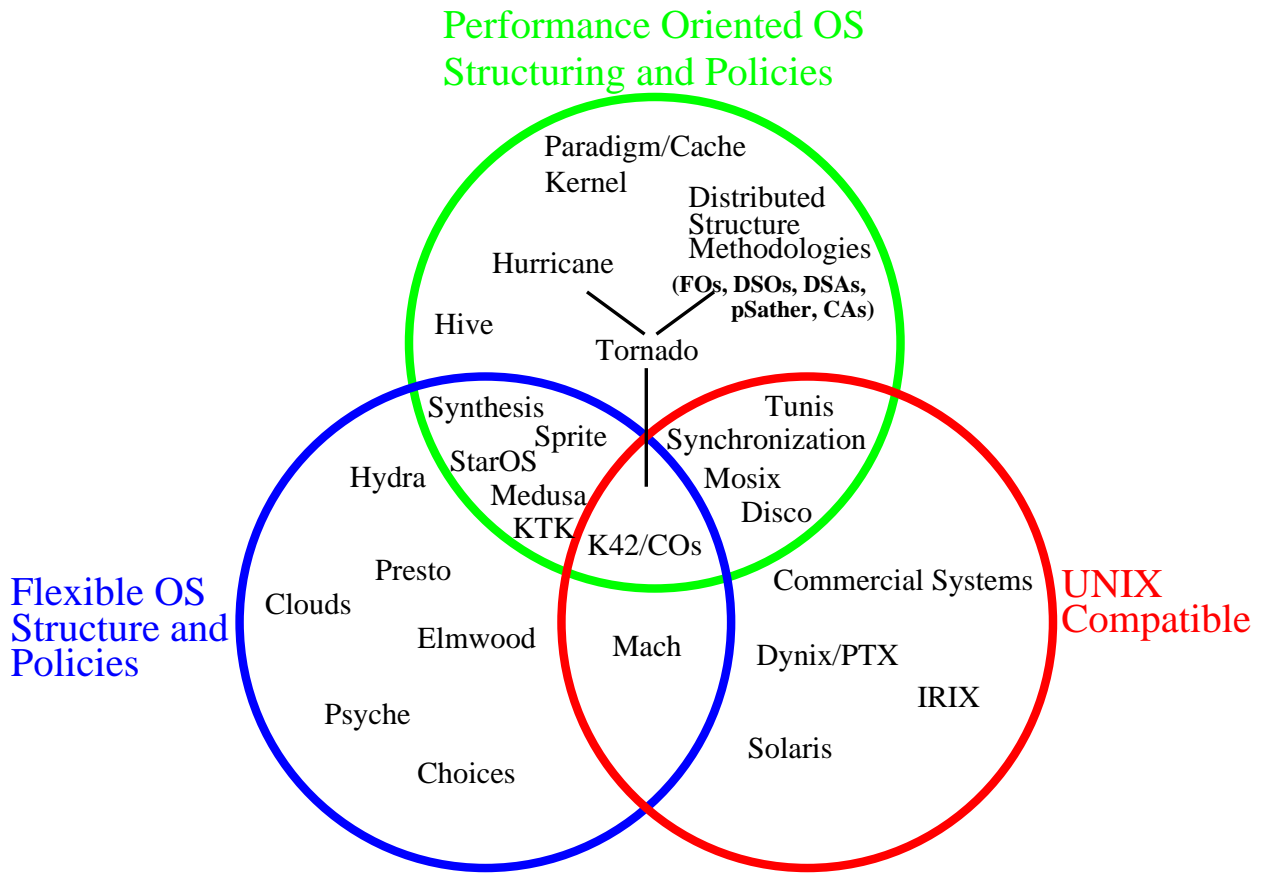 Performance Oriented OS
Structuring and Policies
Paradigm/Cache
Kernel
Distributed
Structure
Methodologies
(FOs, DSOs, DSAs,
pSather, CAs)
Hurricane
Hive
Tornado
Synthesis
Sprite
StarOS
Medusa
KTK
Tunis
Synchronization
Mosix
Disco
K42/COs
Hydra
Presto
Clouds
Elmwood
Psyche
Choices
Flexible OS
Structure and
Policies
Mach
Commercial Systems
Dynix/PTX
IRIX
Solaris
UNIX
Compatible